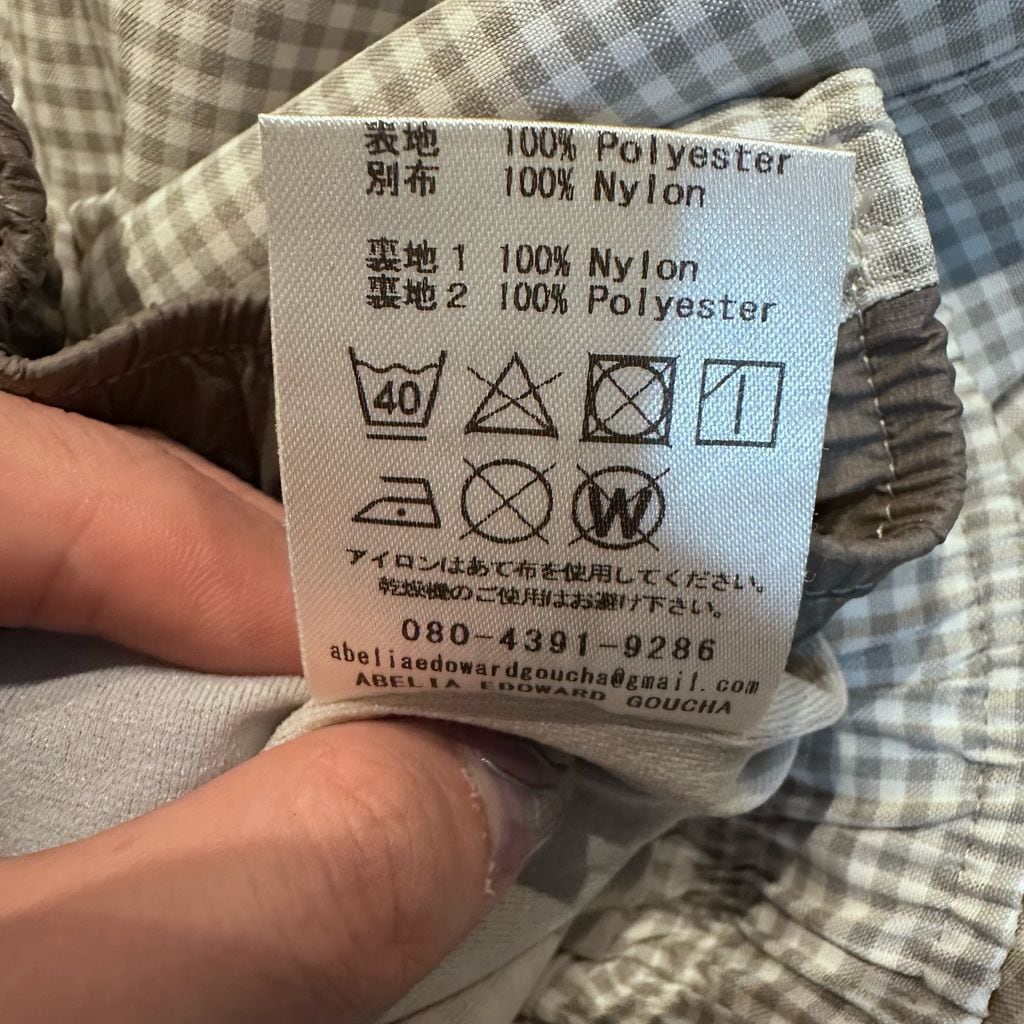 表地 100% Polyester
別布 100% Nylon
裏地1 100% Nylon
裏地2 100% Polyester
40
W
アイロンはあて布を使用してください。
乾燥機のご使用はお避け下さい。
080-4391-9286
abeliaedowardgoucha@gmail.com
ABELIA EDOWARD GOUCHA